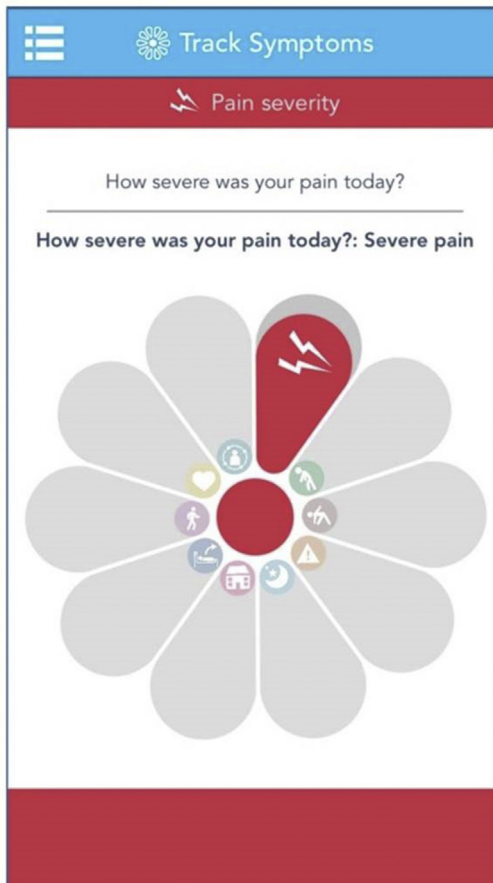 Track Symptoms
Pain severity
How severe was your pain today?
How severe was your pain today?: Severe pain